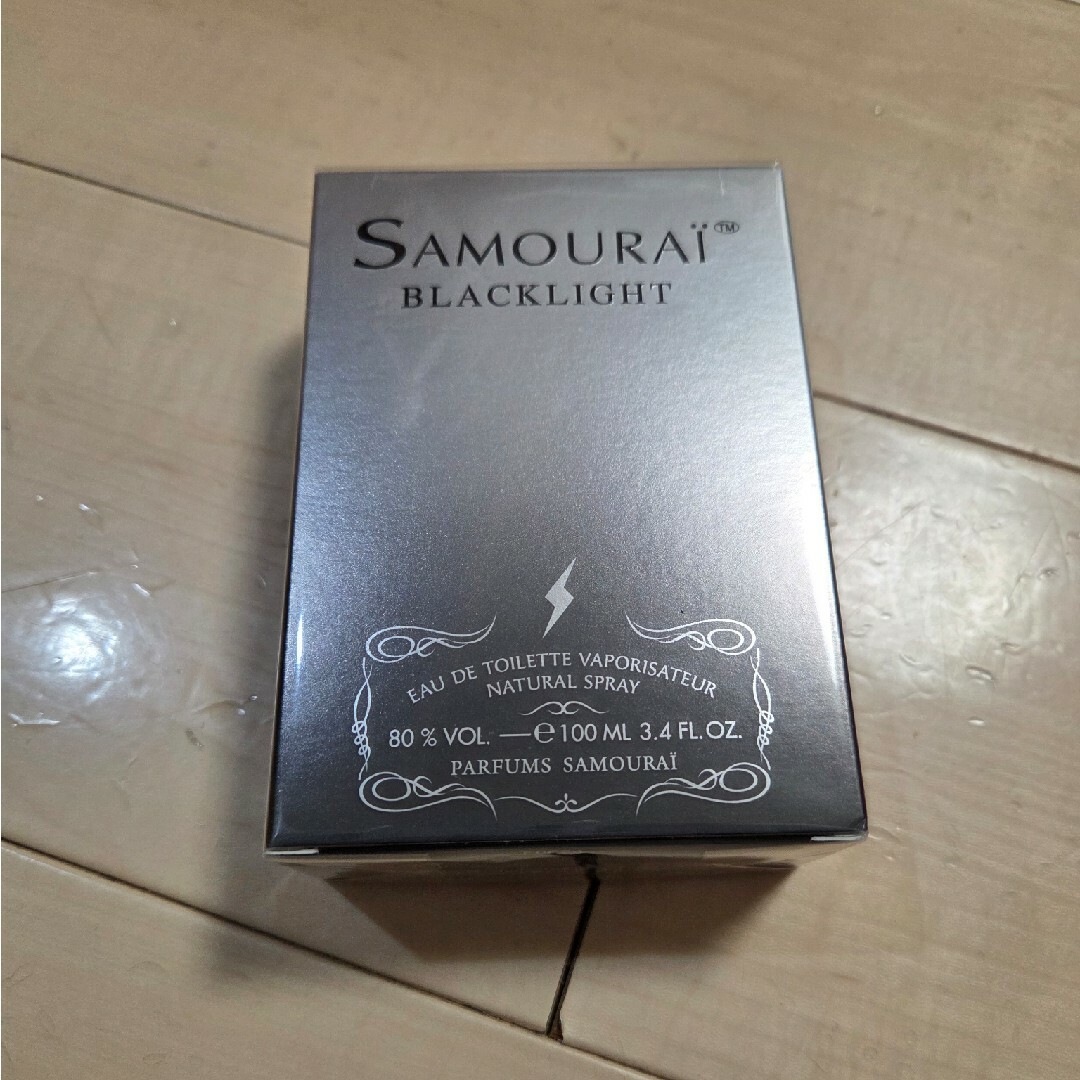 SAMOURAÏ™
BLACKLIGHT
EAU DE TOILETTE VAPORISATEUR
NATURAL SPRAY
80 % VOL. — ℮ 100 ML 3.4 FL. OZ.
PARFUMS SAMOURAÏ